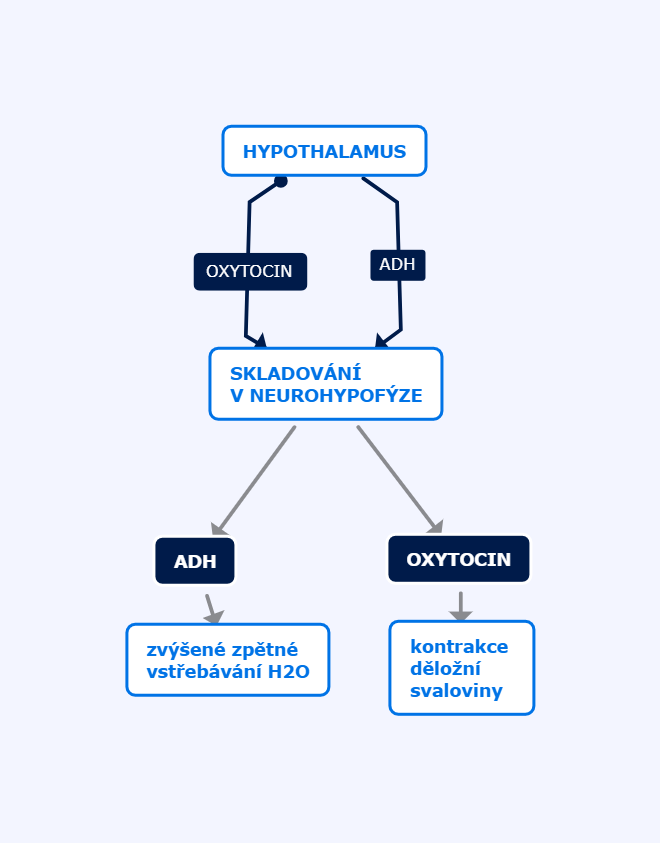 HYPOTHALAMUS
OXYTOCIN
ADH
SKLADOVÁNÍ
V NEUROHYPOFÝZE
ADH
OXYTOCIN
zvýšené zpětné
vstřebávání H2O
kontrakce
děložní
svaloviny